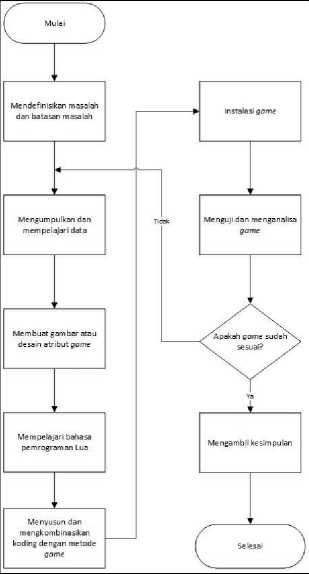 Mulai
Mendefinisikan masalah
dan batasan masalah
Mengumpulkan dan
mempelajari data
Membuat gambar atau
desain atribut game
Mempelajari bahasa
pemrograman Lua
Menyusun dan
mengkombinasikan
koding dengan metode
game
Instalasi game
Menguji dan menganalisa
game
Tidak
Apakah game sudah
sesuai?
Ya
Mengambil kesimpulan
Selesai